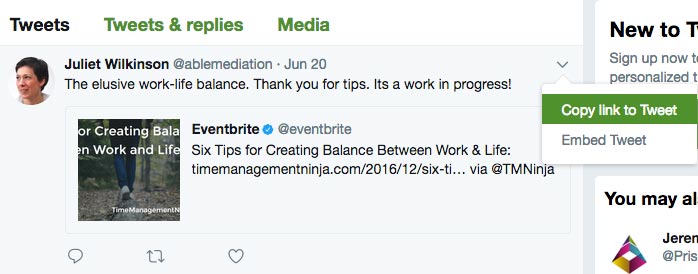 Tweets Tweets & replies Media
Juliet Wilkinson @ablemediation · Jun 20
The elusive work-life balance. Thank you for tips. Its a work in progress!
for Creating Bala
en Work and Life
TimeManagementN
Eventbrite @eventbrite
Six Tips for Creating Balance Between Work & Life:
timemanagementninja.com/2016/12/six-ti… via @TMNinja
New to T
Sign up now to
personalized t
Copy link to Tweet
Embed Tweet
You may al
Jeren
@Pris